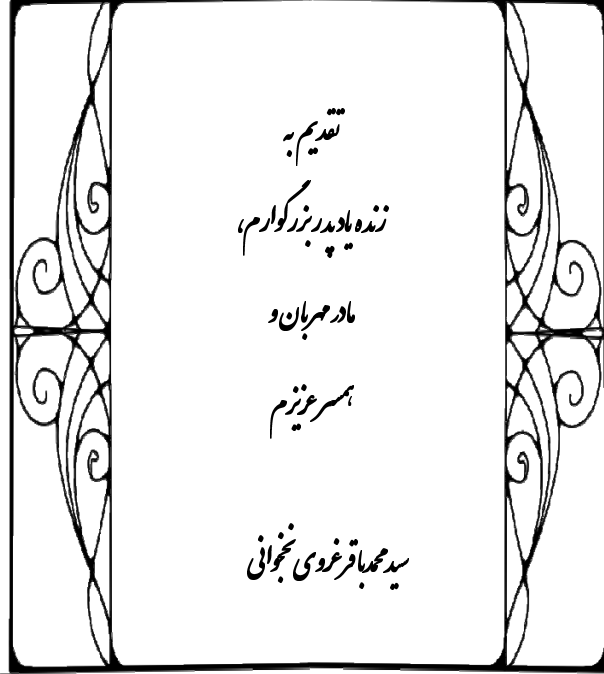 تقدیم به
زنده یاد پدر بزرگوارم،
مادر مهربان و
همسر عزیزم
سید محمدباقر غروی نخجوانی